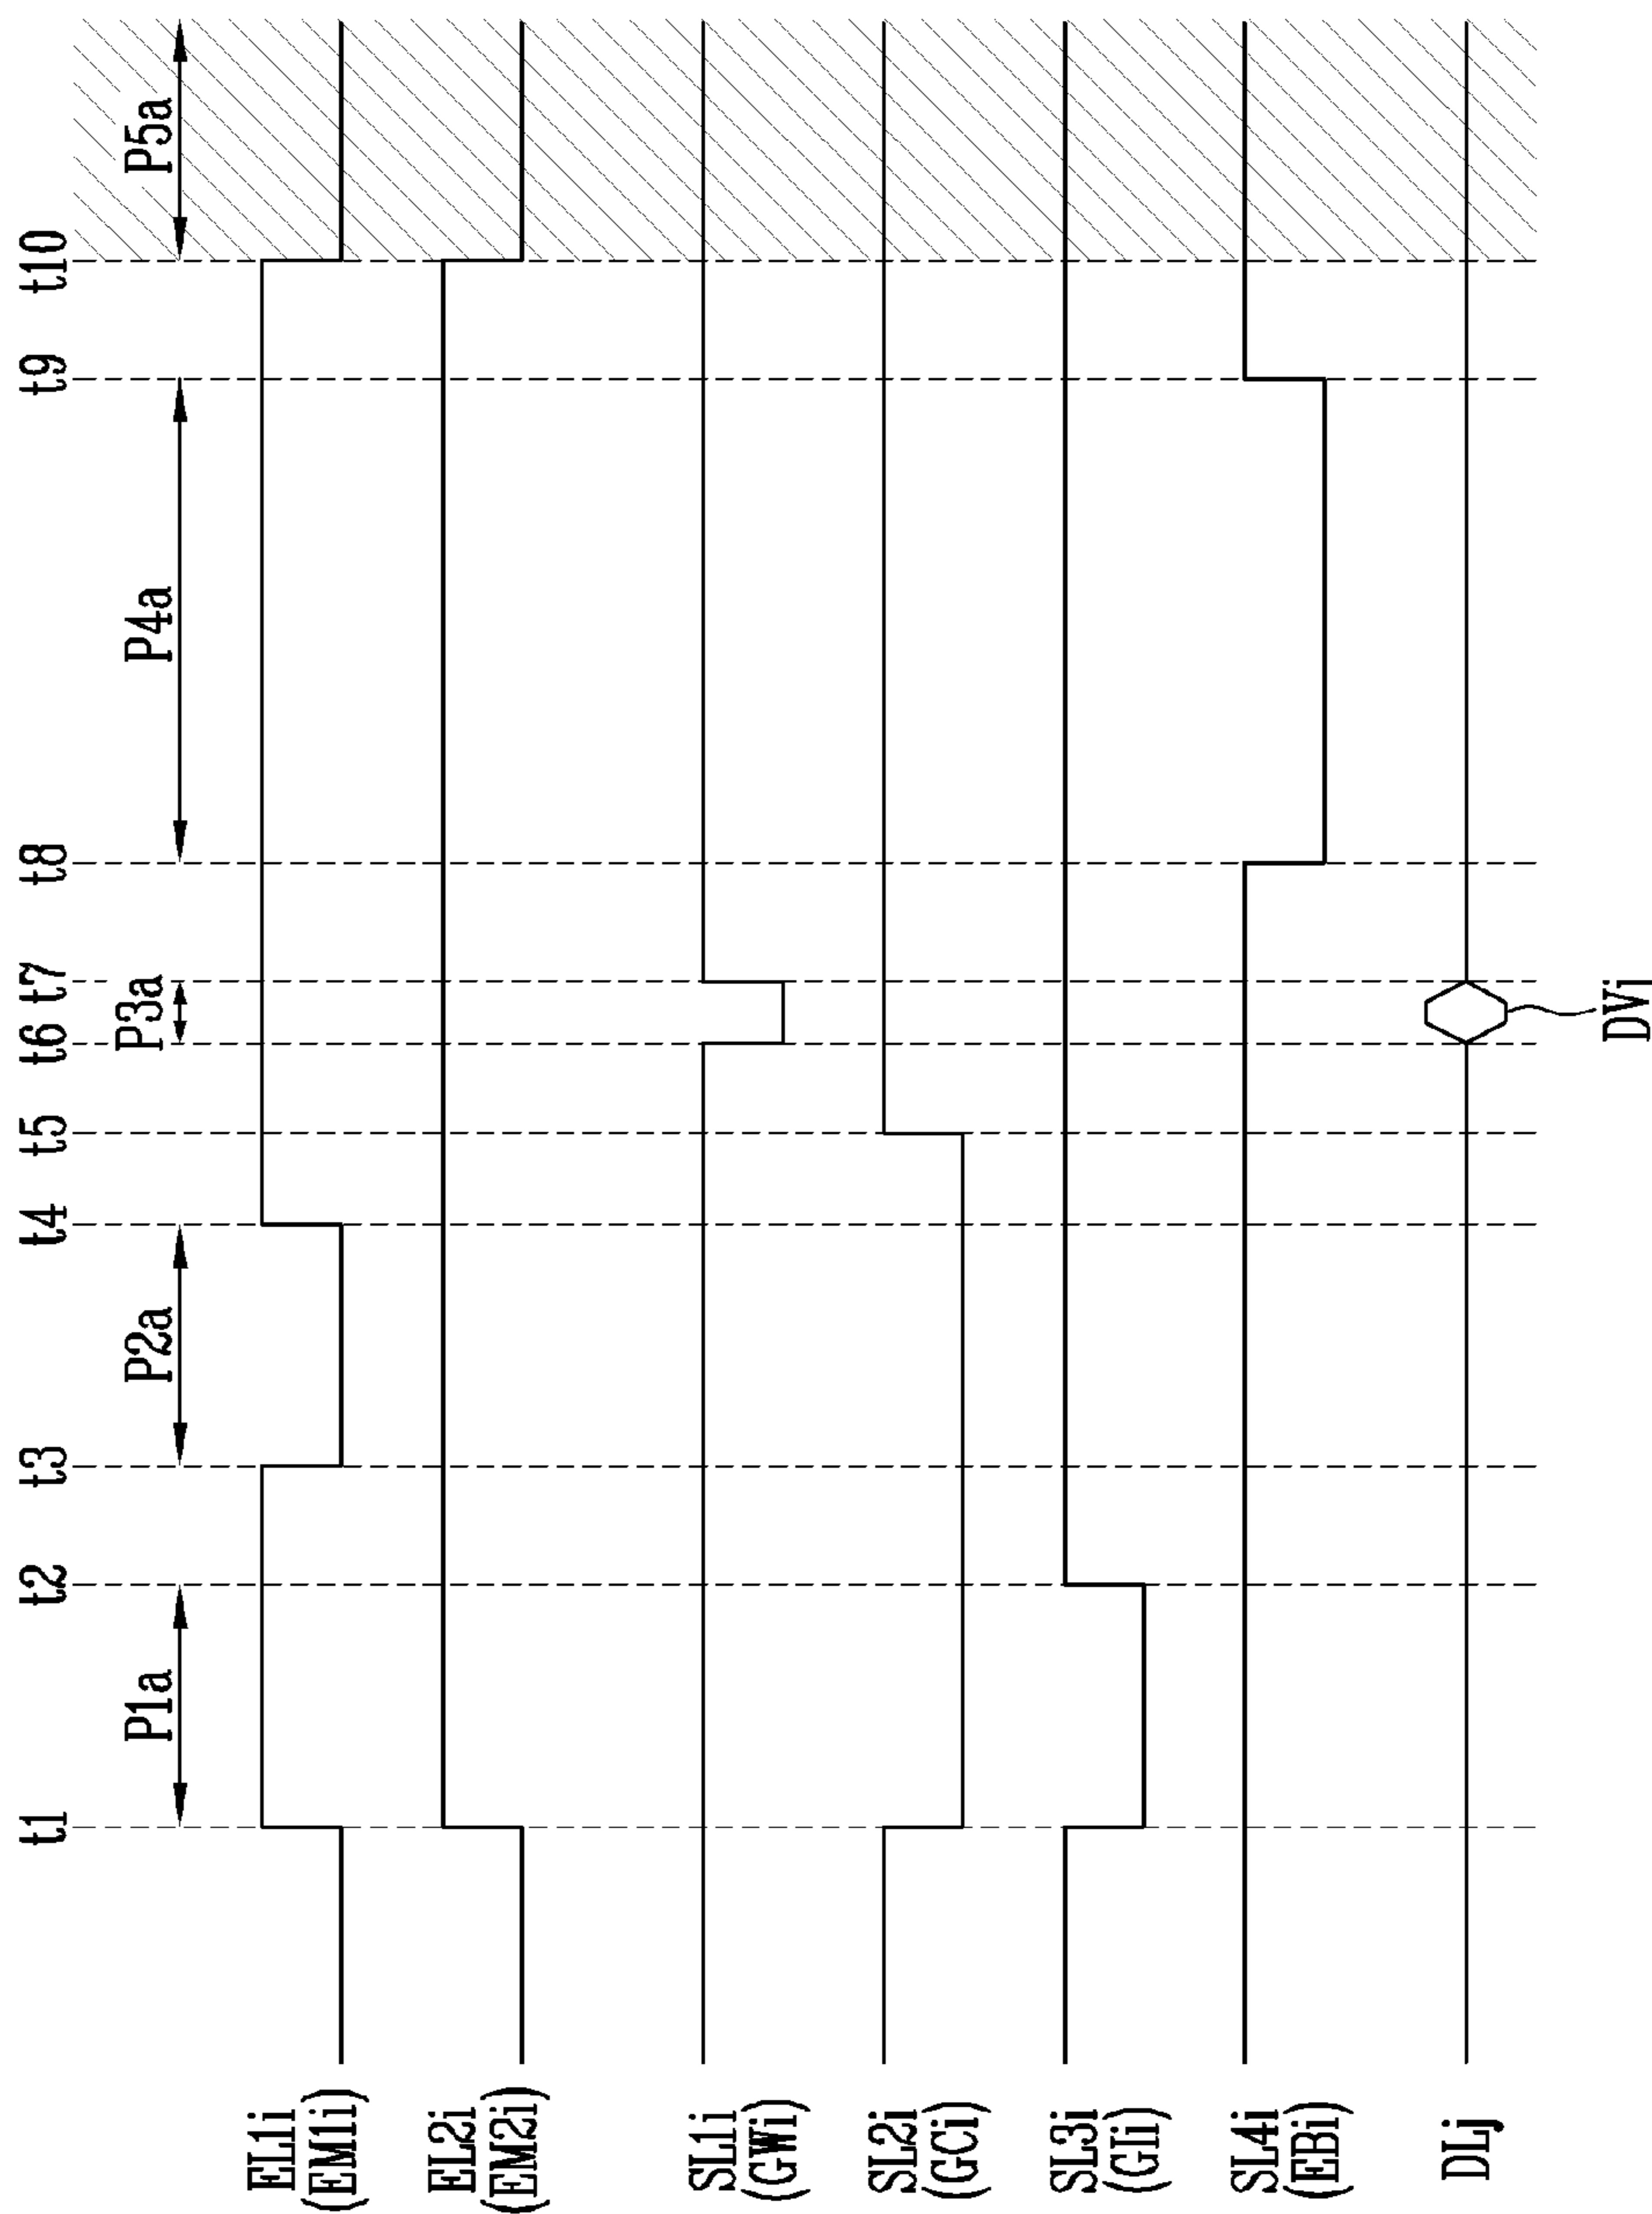 t1 t2 t3 t4 t5 t6 t7 t8 t9 t10
P1a P2a P3a P4a P5a
EL1i
(EM1i)
EL2i
(EM2i)
SL1i
(GWi)
SL2i
(GCi)
SL3i
(GIi)
SL4i
(EBi)
DLj
DVj